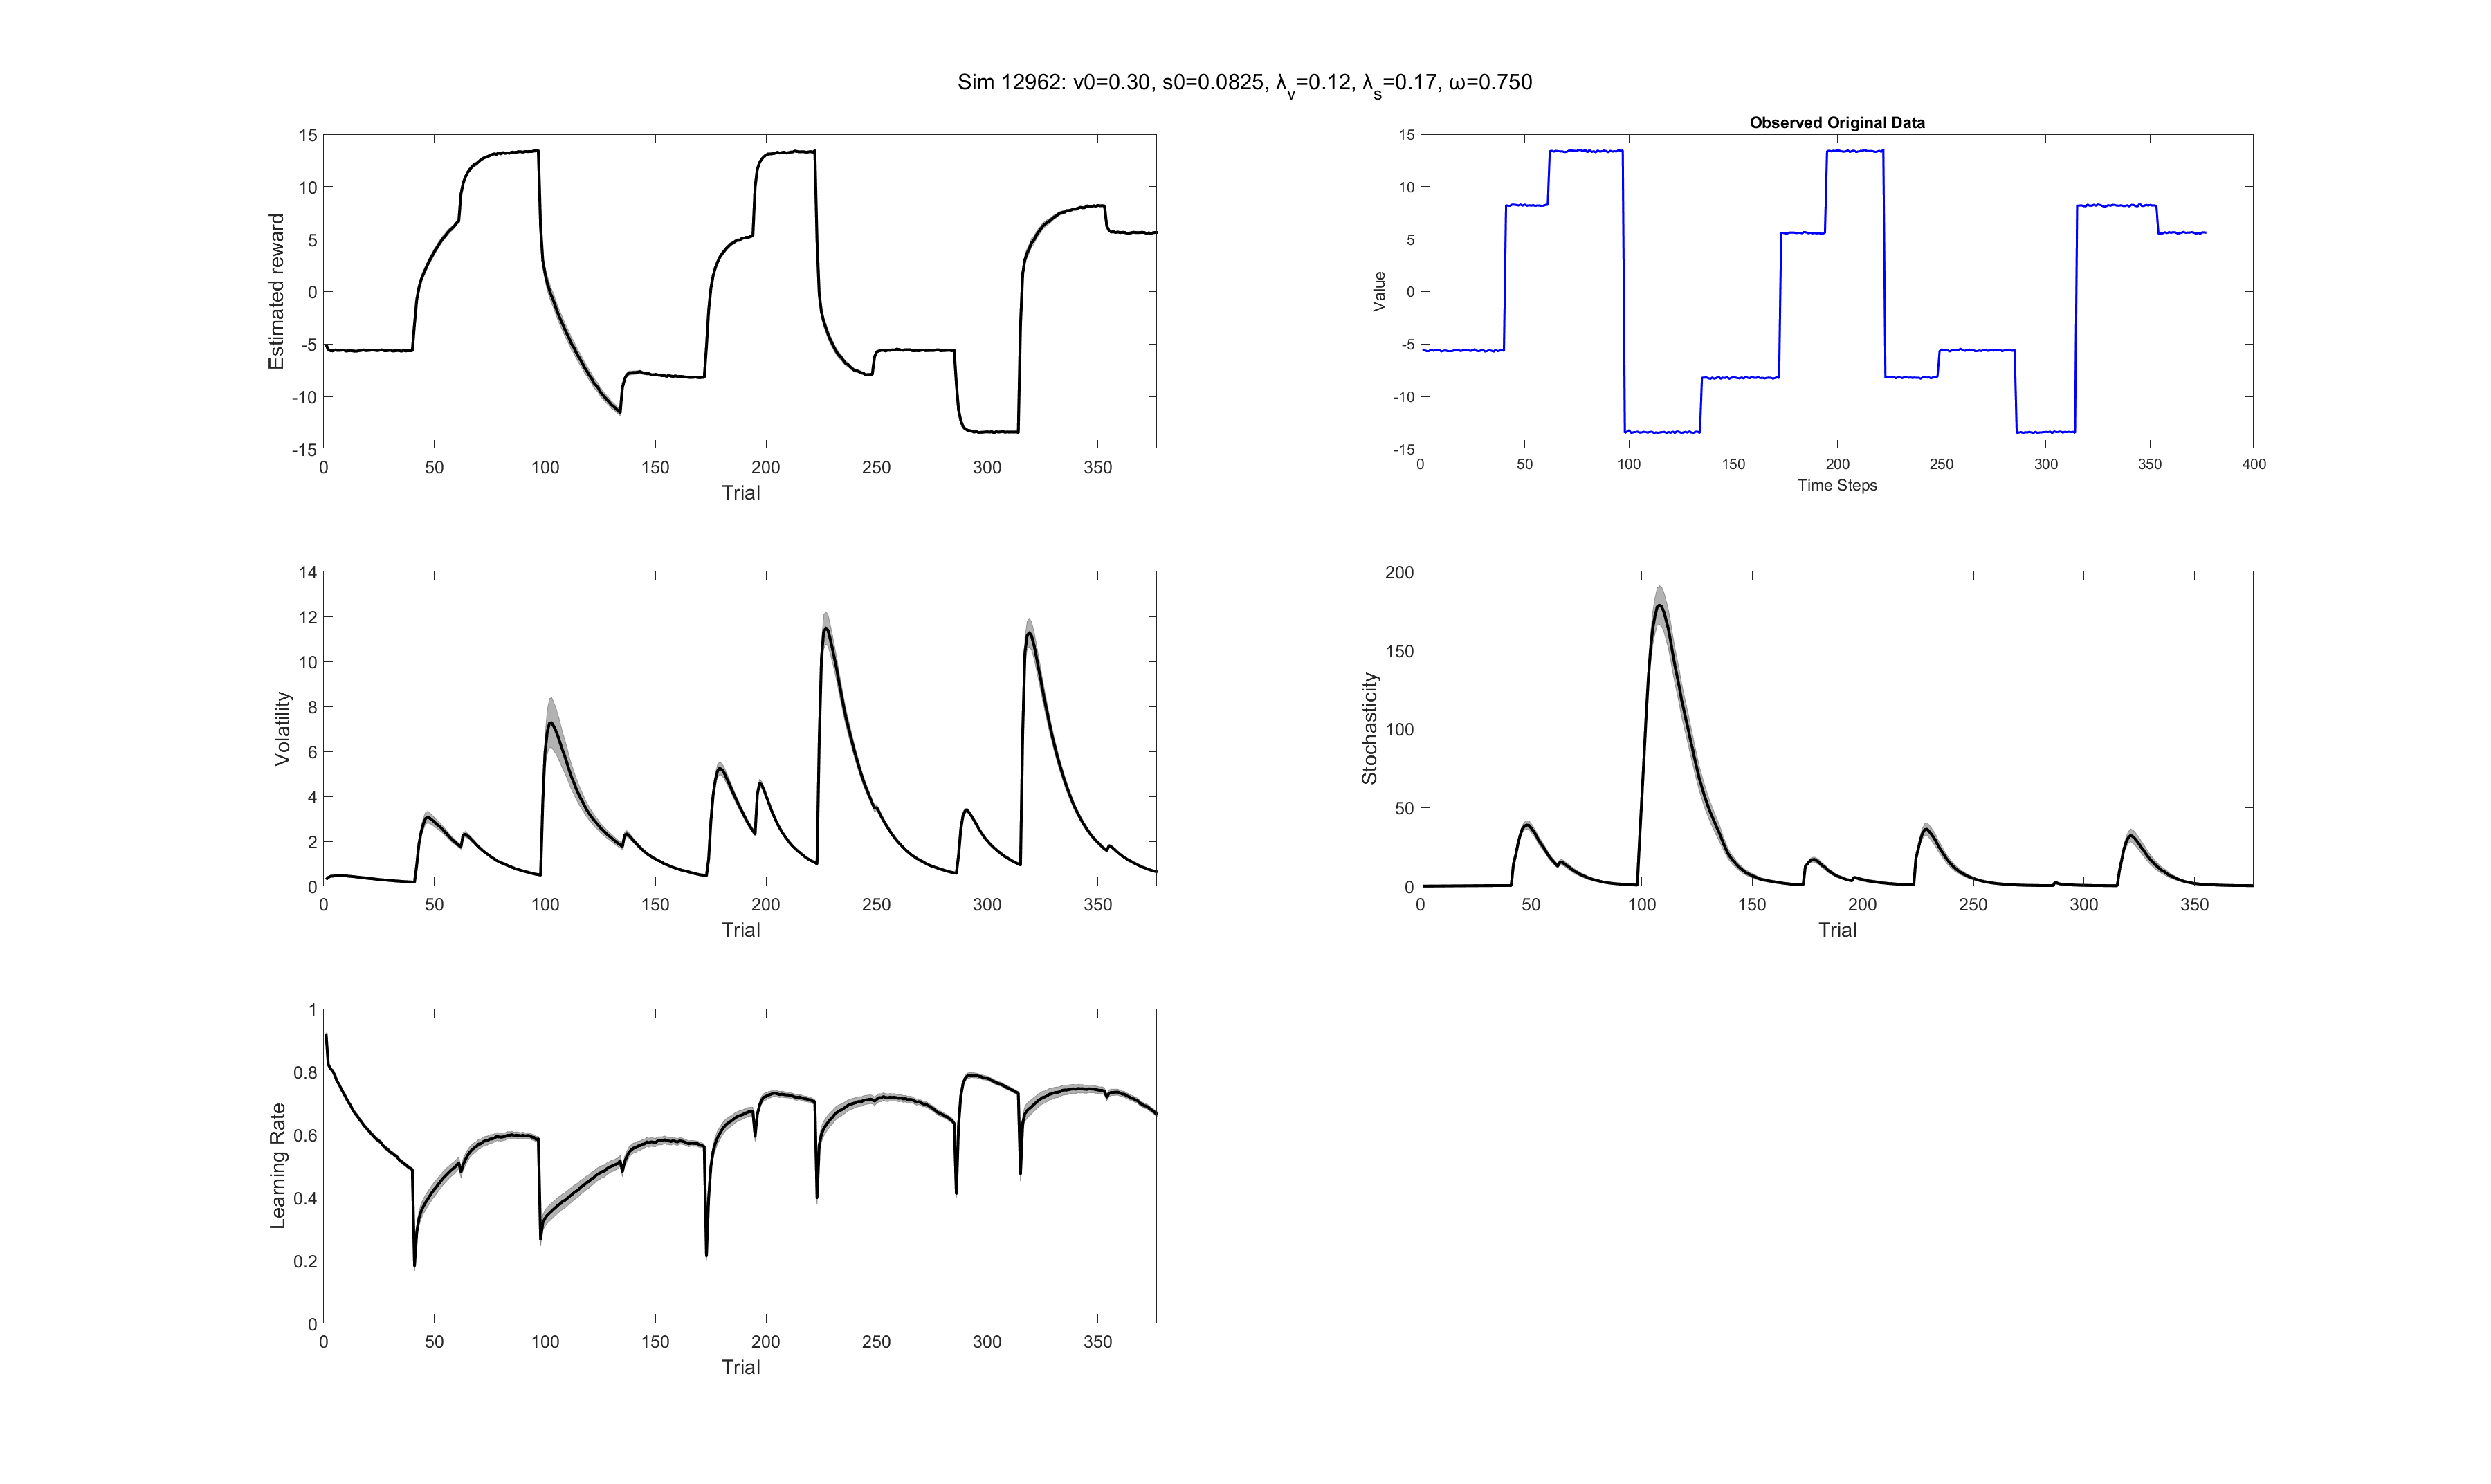 Sim 12962: v0=0.30, s0=0.0825, λv=0.12, λs=0.17, ω=0.750
15
10
5
0
-5
-10
-15
Estimated reward
0 50 100 150 200 250 300 350
Trial
Observed Original Data
15
10
5
0
-5
-10
-15
Value
0 50 100 150 200 250 300 350 400
Time Steps
14
12
10
8
6
4
2
0
Volatility
0 50 100 150 200 250 300 350
Trial
200
150
100
50
0
Stochasticity
0 50 100 150 200 250 300 350
Trial
1
0.8
0.6
0.4
0.2
0
Learning Rate
0 50 100 150 200 250 300 350
Trial